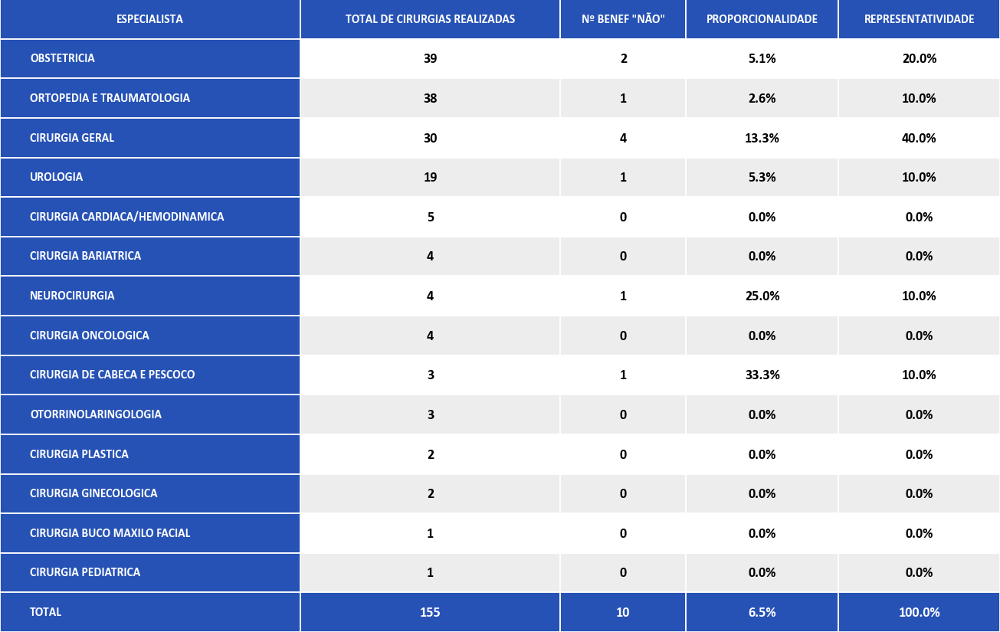 ESPECIALISTA TOTAL DE CIRURGIAS REALIZADAS Nº BENEF "NÃO" PROPORCIONALIDADE REPRESENTATIVIDADE
OBSTETRICIA 39 2 5.1% 20.0%
ORTOPEDIA E TRAUMATOLOGIA 38 1 2.6% 10.0%
CIRURGIA GERAL 30 4 13.3% 40.0%
UROLOGIA 19 1 5.3% 10.0%
CIRURGIA CARDIACA/HEMODINAMICA 5 0 0.0% 0.0%
CIRURGIA BARIATRICA 4 0 0.0% 0.0%
NEUROCIRURGIA 4 1 25.0% 10.0%
CIRURGIA ONCOLOGICA 4 0 0.0% 0.0%
CIRURGIA DE CABECA E PESCOCO 3 1 33.3% 10.0%
OTORRINOLARINGOLOGIA 3 0 0.0% 0.0%
CIRURGIA PLASTICA 2 0 0.0% 0.0%
CIRURGIA GINECOLOGICA 2 0 0.0% 0.0%
CIRURGIA BUCO MAXILO FACIAL 1 0 0.0% 0.0%
CIRURGIA PEDIATRICA 1 0 0.0% 0.0%
TOTAL 155 10 6.5% 100.0%